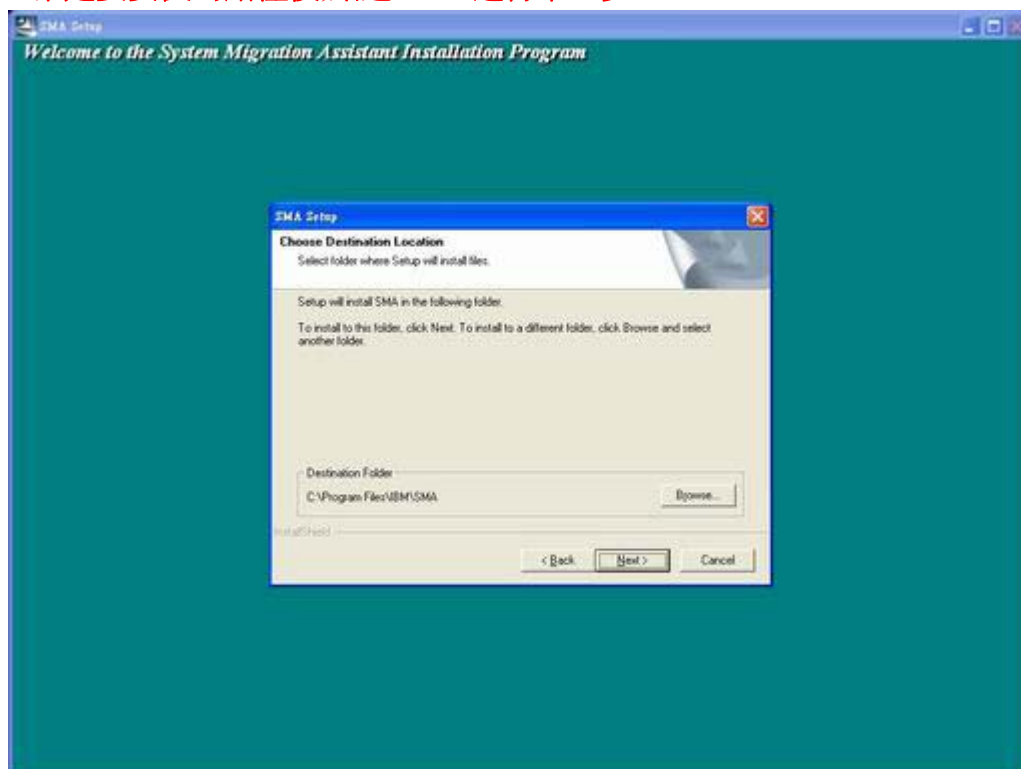 SMA Setup
Welcome to the System Migration Assistant Installation Program
SMA Setup
Choose Destination Location
Select folder where Setup will install files.
Setup will install SMA in the following folder.
To install to this folder, click Next. To install to a different folder, click Browse and select
another folder.
Destination Folder
C:\Program Files\IBM\SMA
Browse...
InstallShield
< Back Next > Cancel